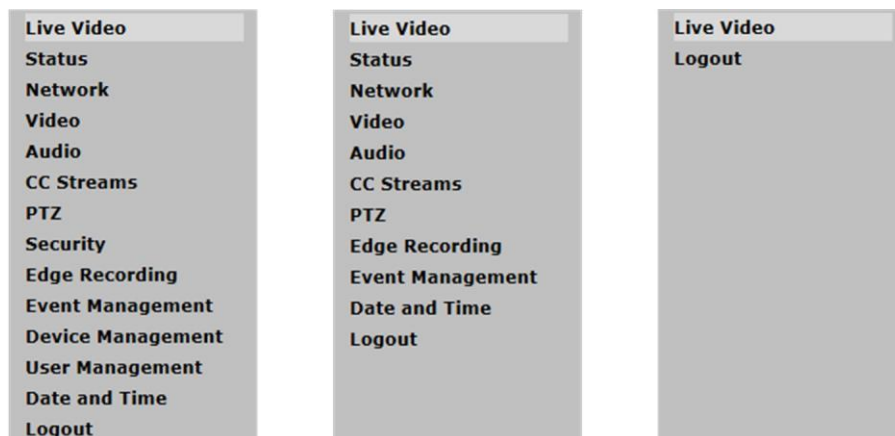 Live Video
Status
Network
Video
Audio
CC Streams
PTZ
Security
Edge Recording
Event Management
Device Management
User Management
Date and Time
Logout
Live Video
Status
Network
Video
Audio
CC Streams
PTZ
Edge Recording
Event Management
Date and Time
Logout
Live Video
Logout